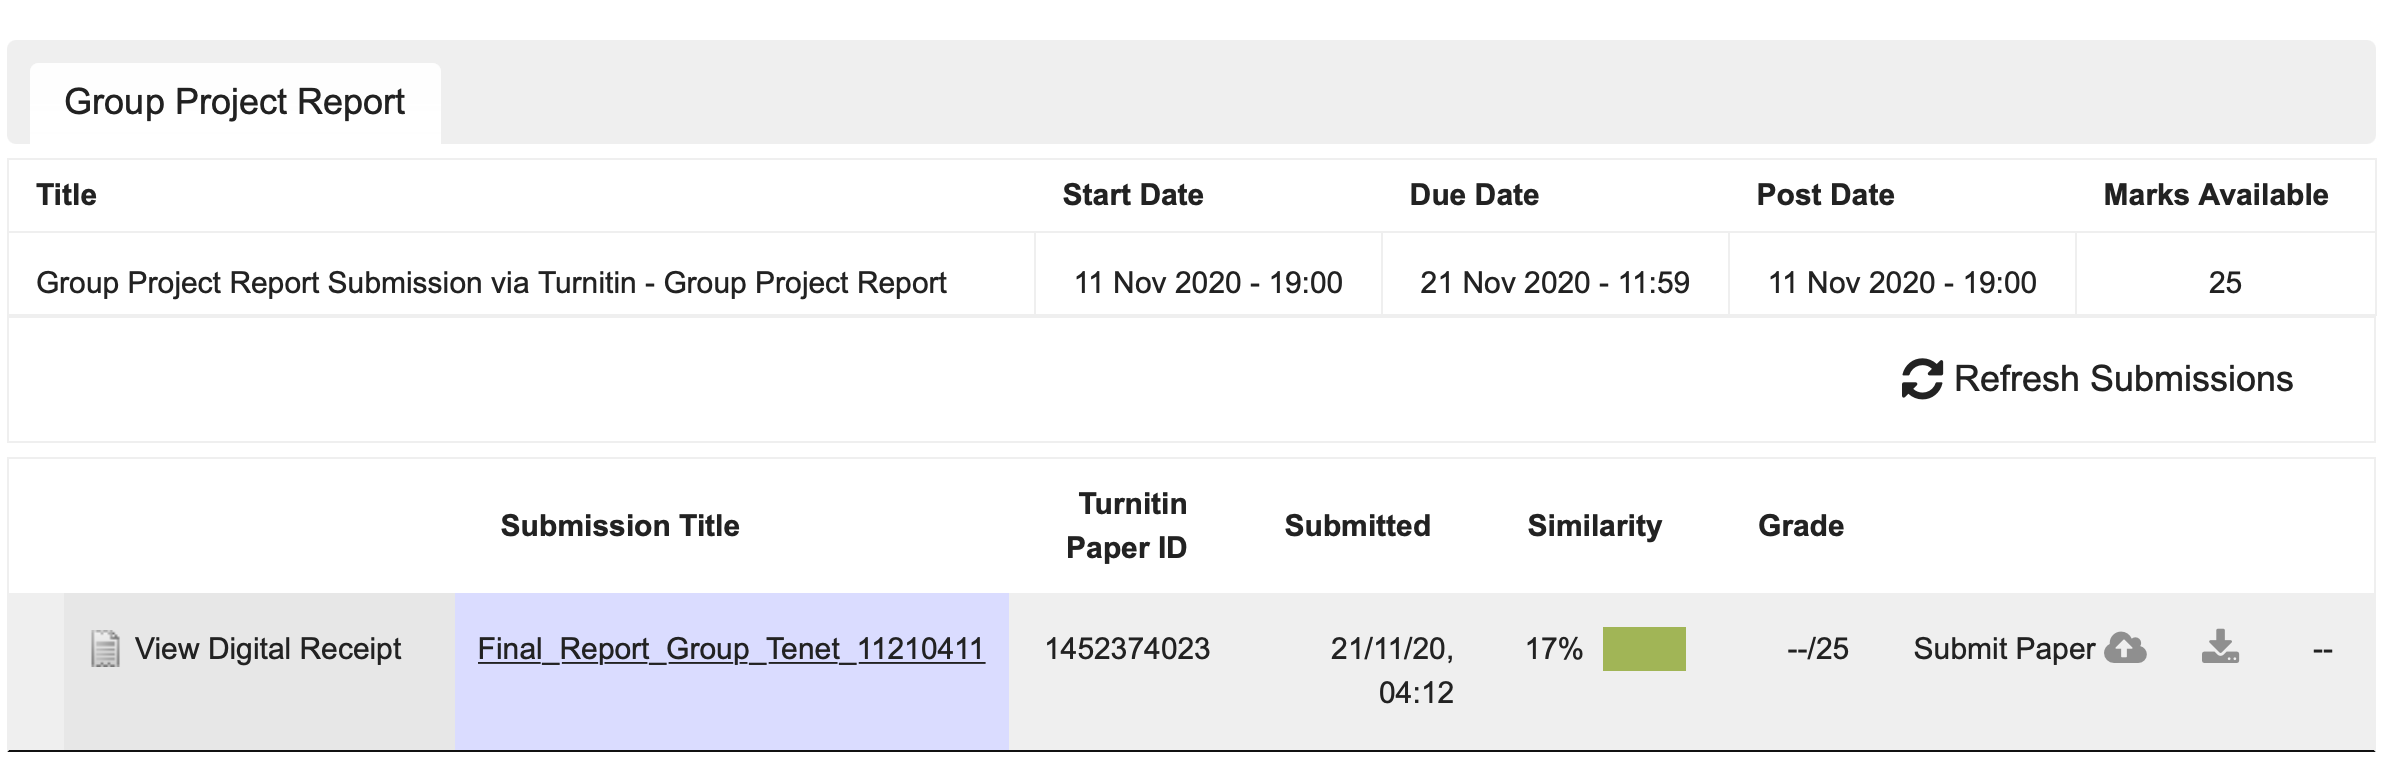 Group Project Report
Title Start Date Due Date Post Date Marks Available
Group Project Report Submission via Turnitin - Group Project Report 11 Nov 2020 - 19:00 21 Nov 2020 - 11:59 11 Nov 2020 - 19:00 25
Refresh Submissions
Submission Title Turnitin Paper ID Submitted Similarity Grade
View Digital Receipt Final_Report_Group_Tenet_11210411 1452374023 21/11/20, 04:12 17% --/25 Submit Paper --